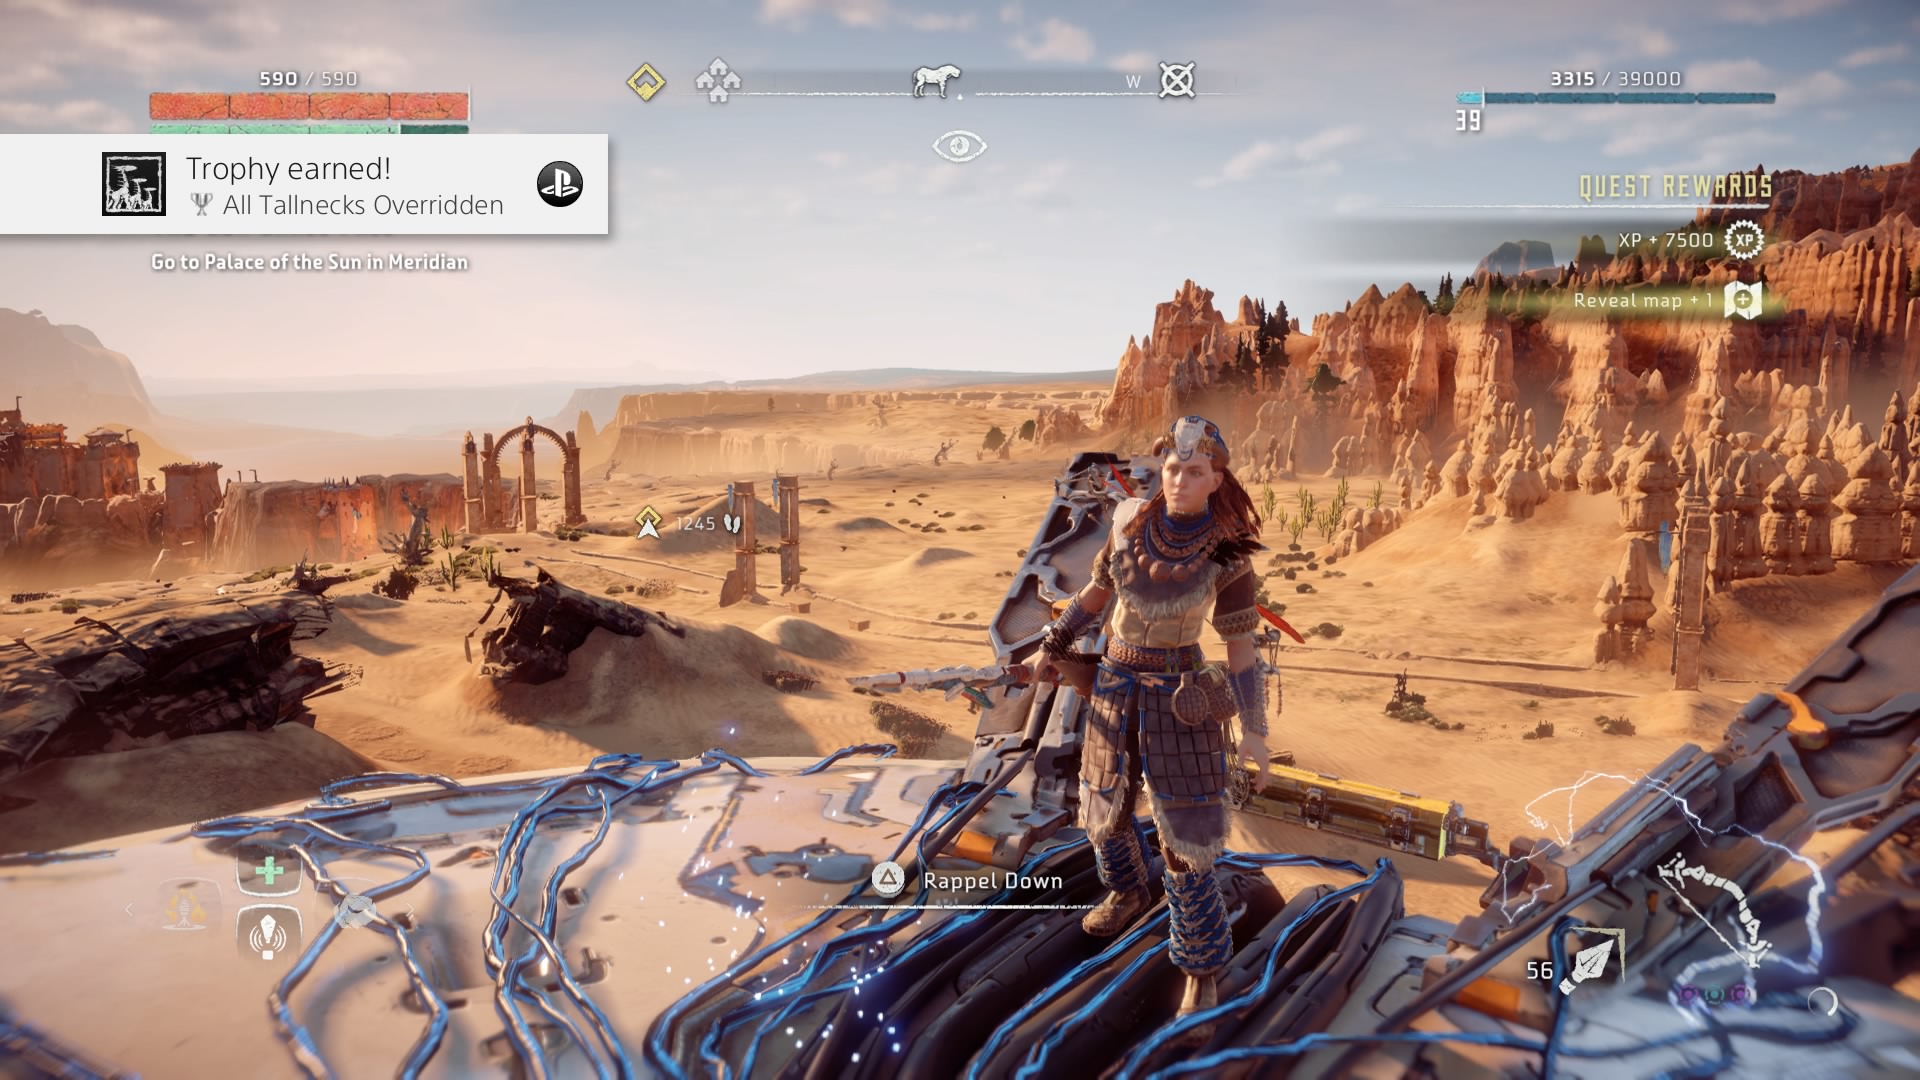 590 / 590
W
3315 / 39000
39
Trophy earned!
All Tallnecks Overridden
QUEST REWARDS
XP + 7500
XP
Go to Palace of the Sun in Meridian
Reveal map + 1
1245
Rappel Down
56